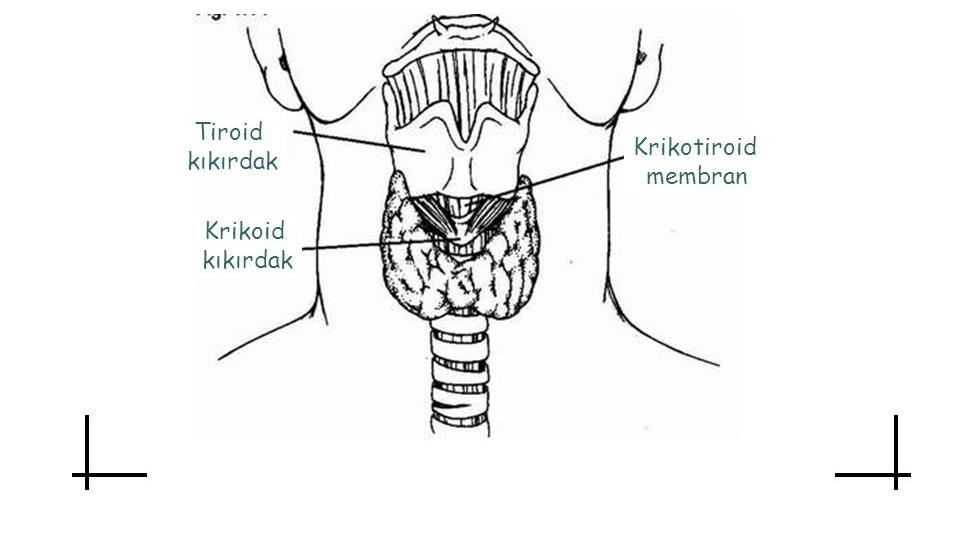 Tiroid
kıkırdak
Krikotiroid
membran
Krikoid
kıkırdak